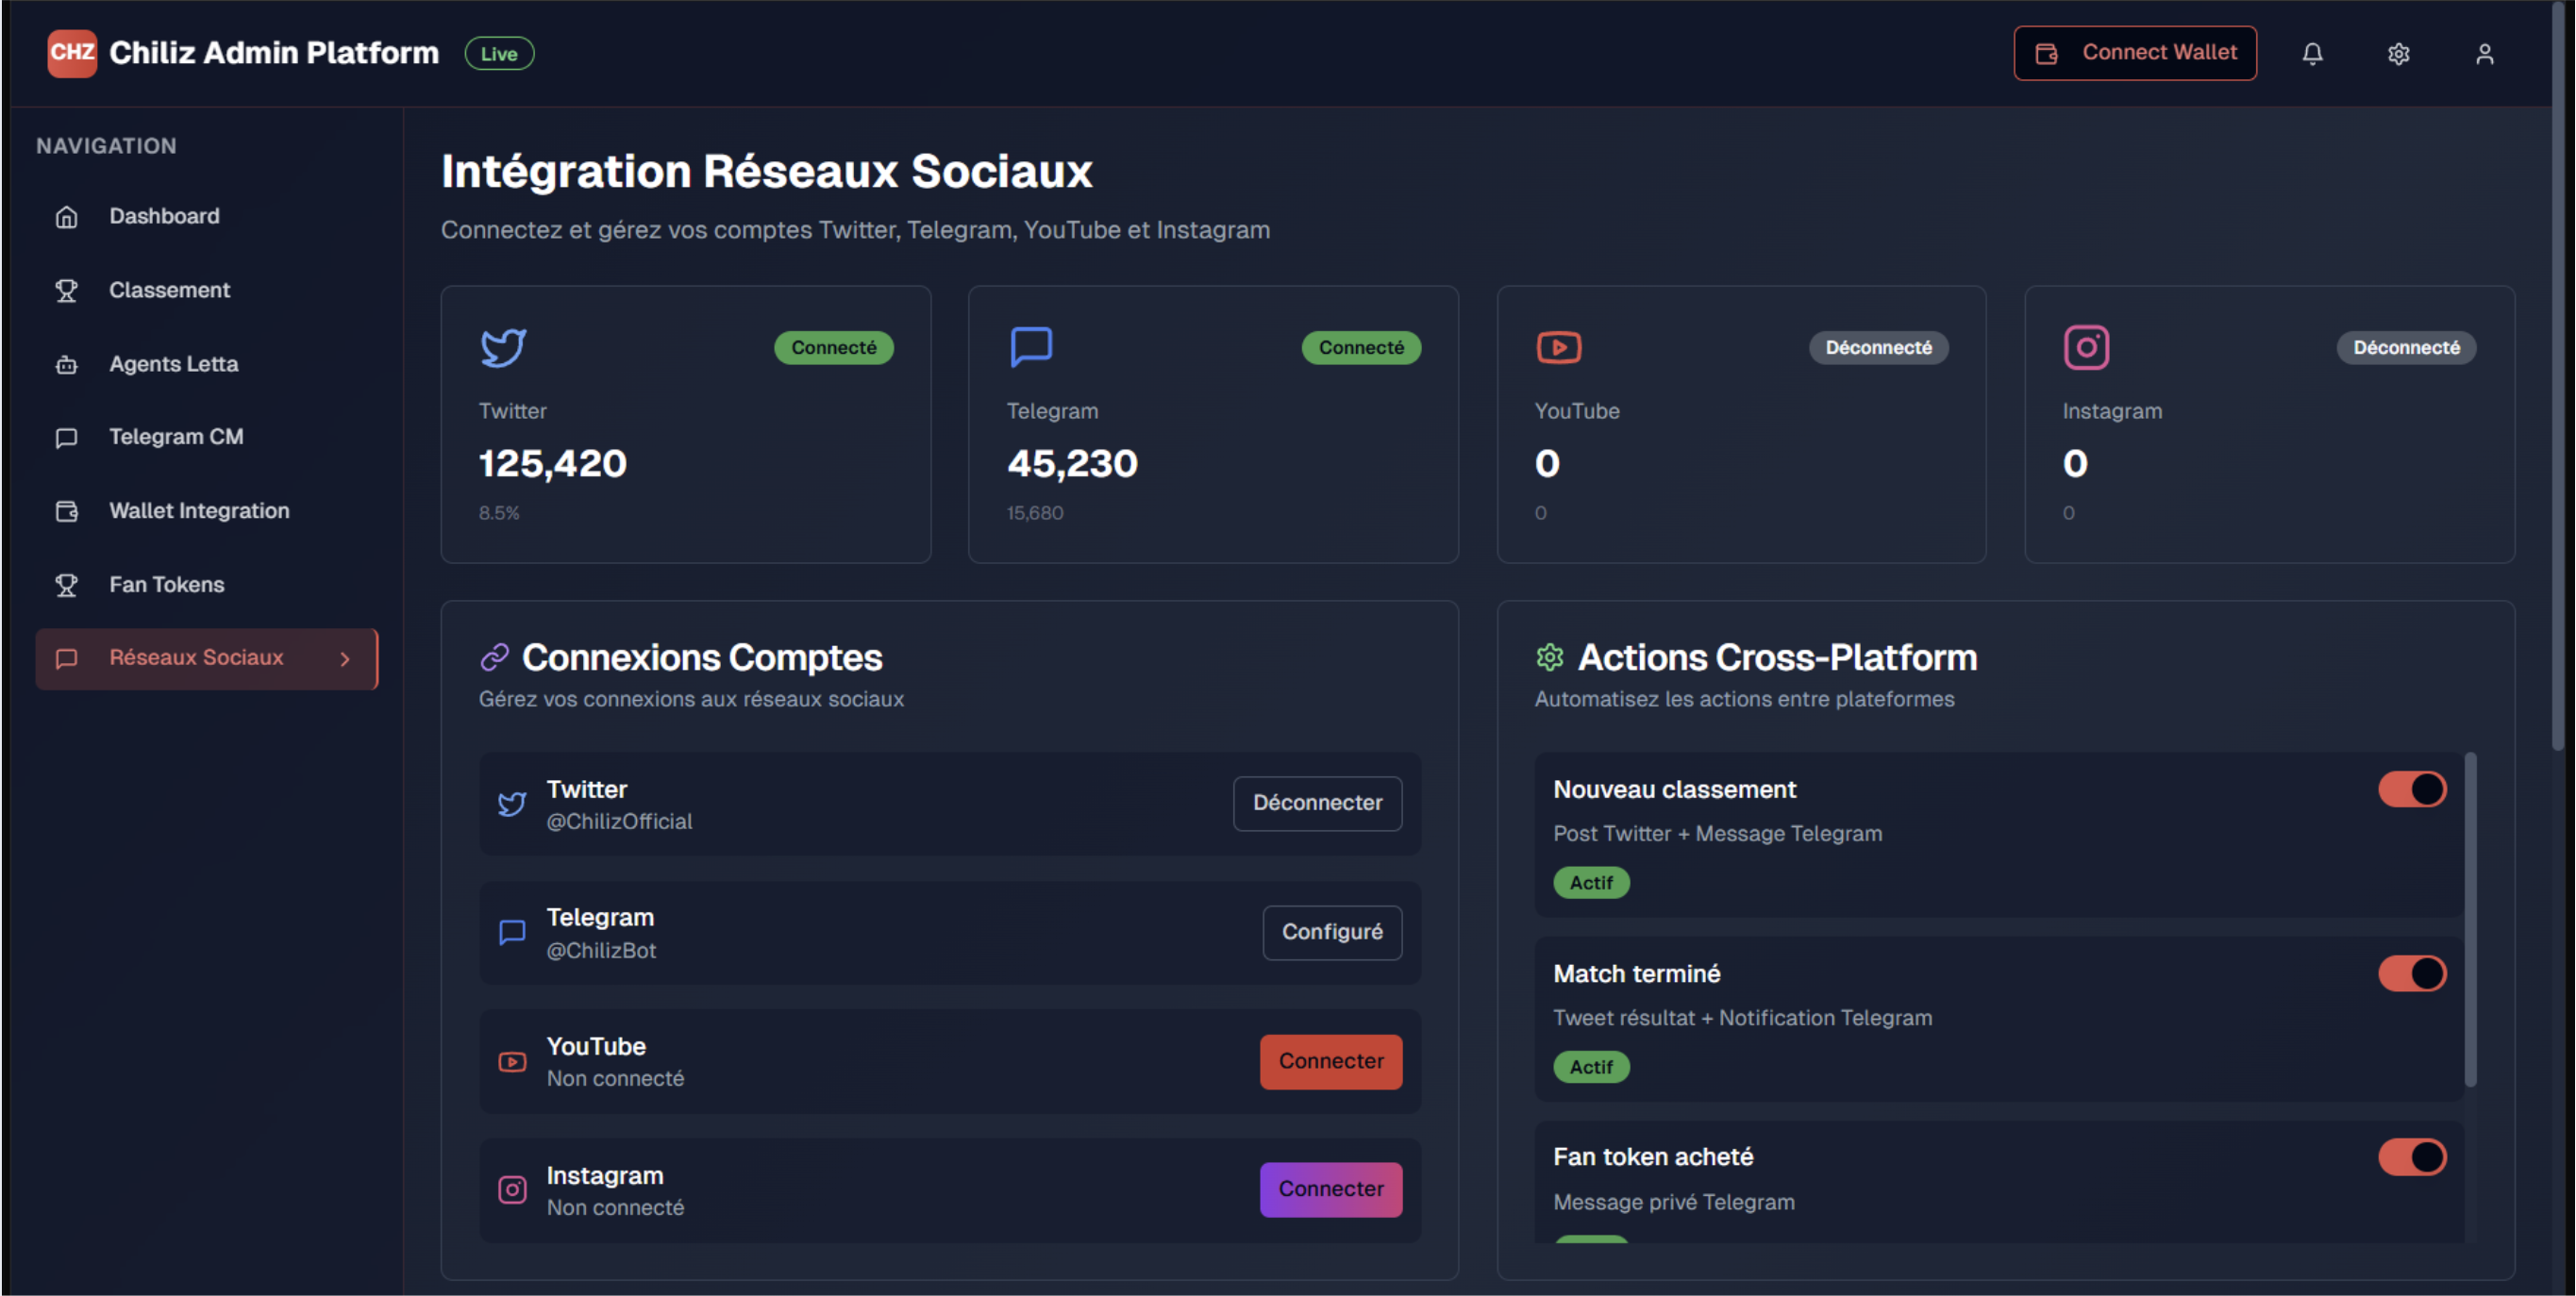 CHZ Chiliz Admin Platform Live
Connect Wallet
NAVIGATION
Dashboard
Classement
Agents Letta
Telegram CM
Wallet Integration
Fan Tokens
Réseaux Sociaux
Intégration Réseaux Sociaux
Connectez et gérez vos comptes Twitter, Telegram, YouTube et Instagram
Connecté
Twitter
125,420
8.5%
Connecté
Telegram
45,230
15,680
Déconnecté
YouTube
0
0
Déconnecté
Instagram
0
0
Connexions Comptes
Gérez vos connexions aux réseaux sociaux
Twitter
@ChilizOfficial
Déconnecter
Telegram
@ChilizBot
Configuré
YouTube
Non connecté
Connecter
Instagram
Non connecté
Connecter
Actions Cross-Platform
Automatisez les actions entre plateformes
Nouveau classement
Post Twitter + Message Telegram
Actif
Match terminé
Tweet résultat + Notification Telegram
Actif
Fan token acheté
Message privé Telegram